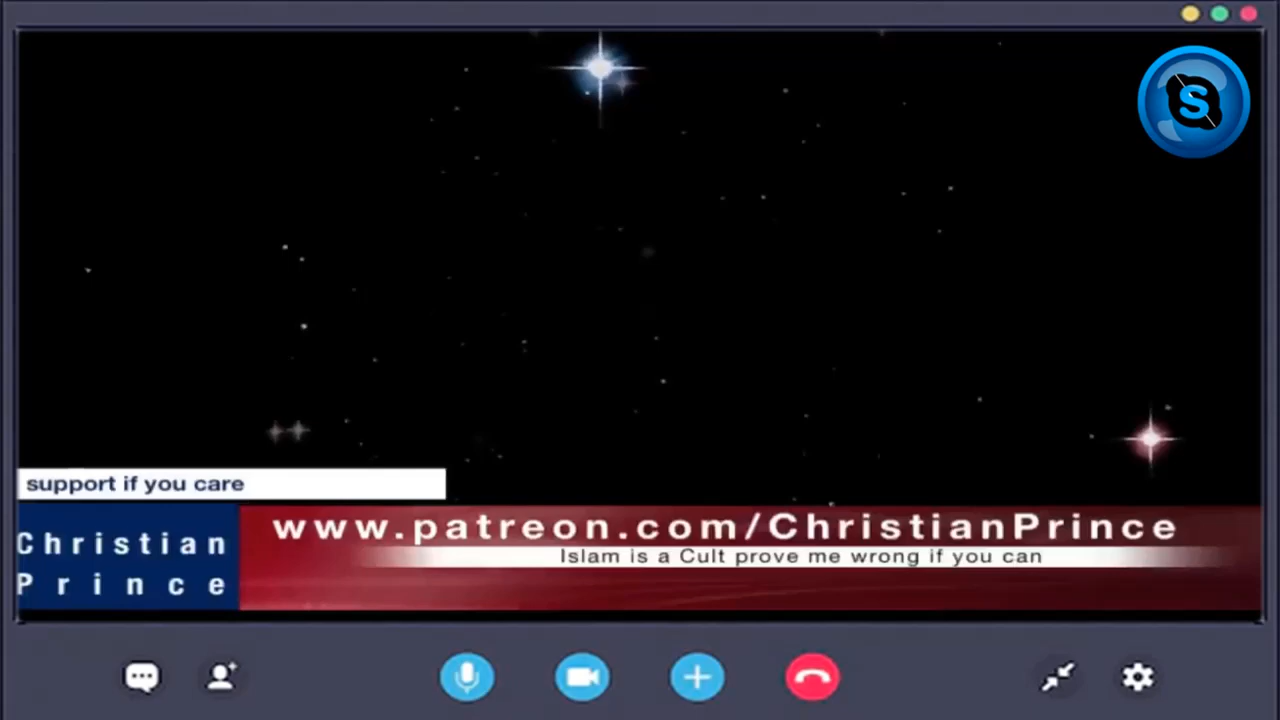 support if you care
Christian
Prince
www.patreon.com/ChristianPrince
Islam is a Cult prove me wrong if you can
S